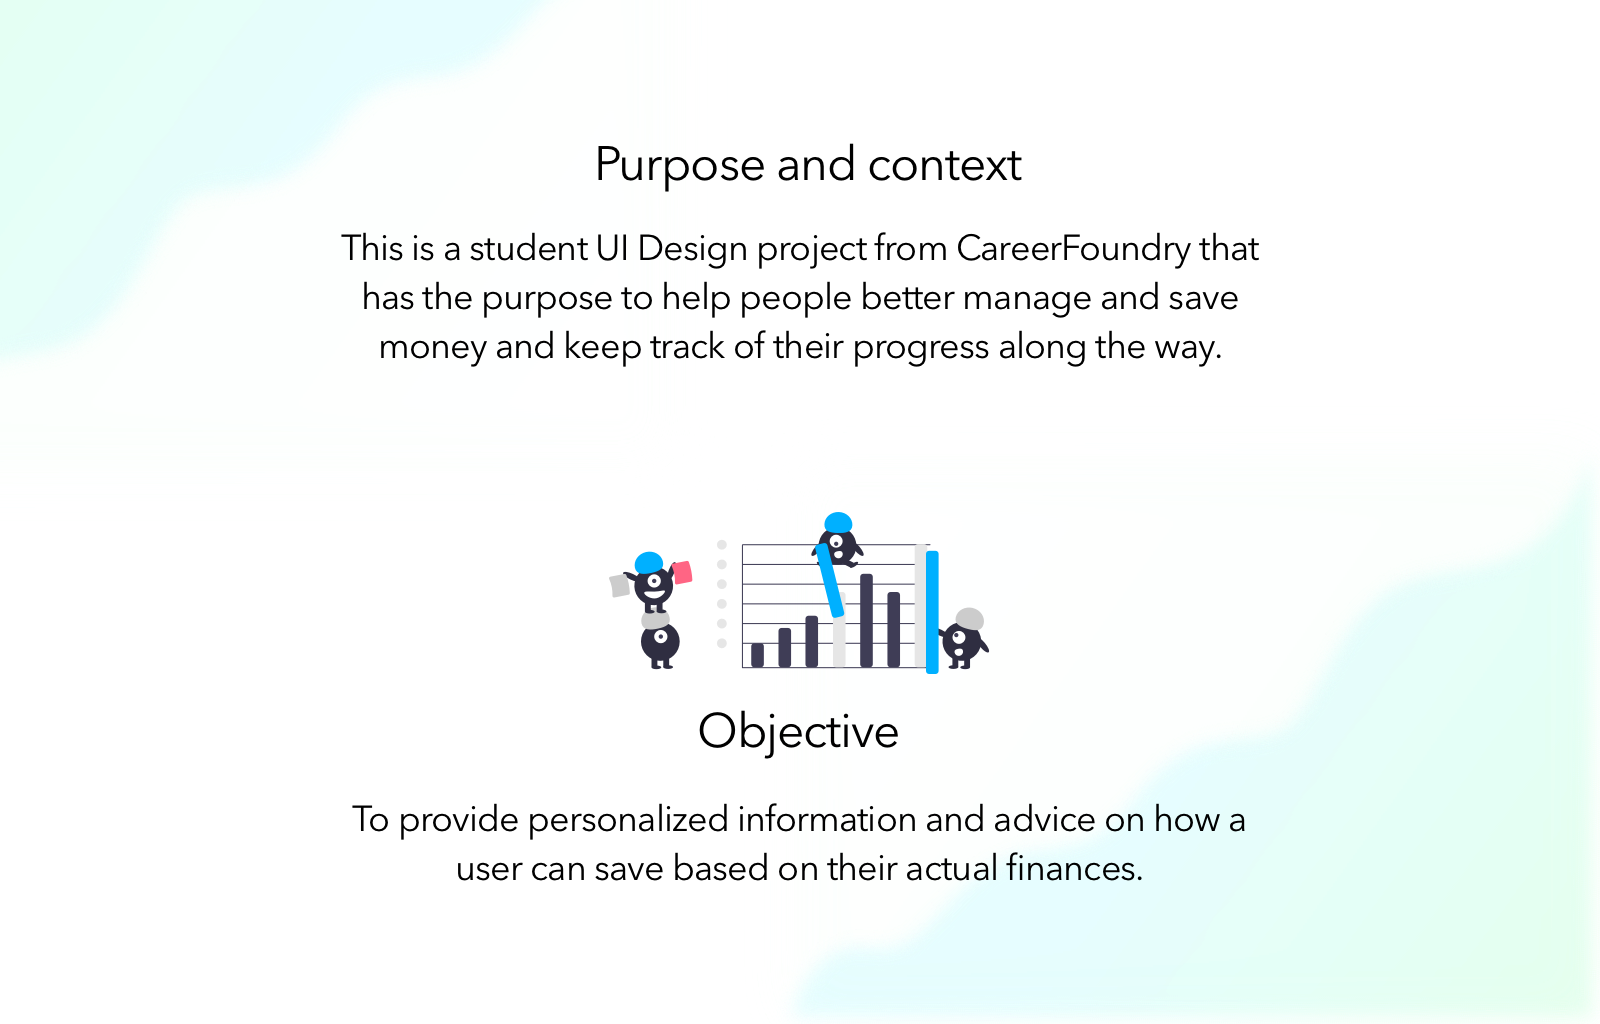 Purpose and context
This is a student UI Design project from CareerFoundry that
has the purpose to help people better manage and save
money and keep track of their progress along the way.
Objective
To provide personalized information and advice on how a
user can save based on their actual finances.